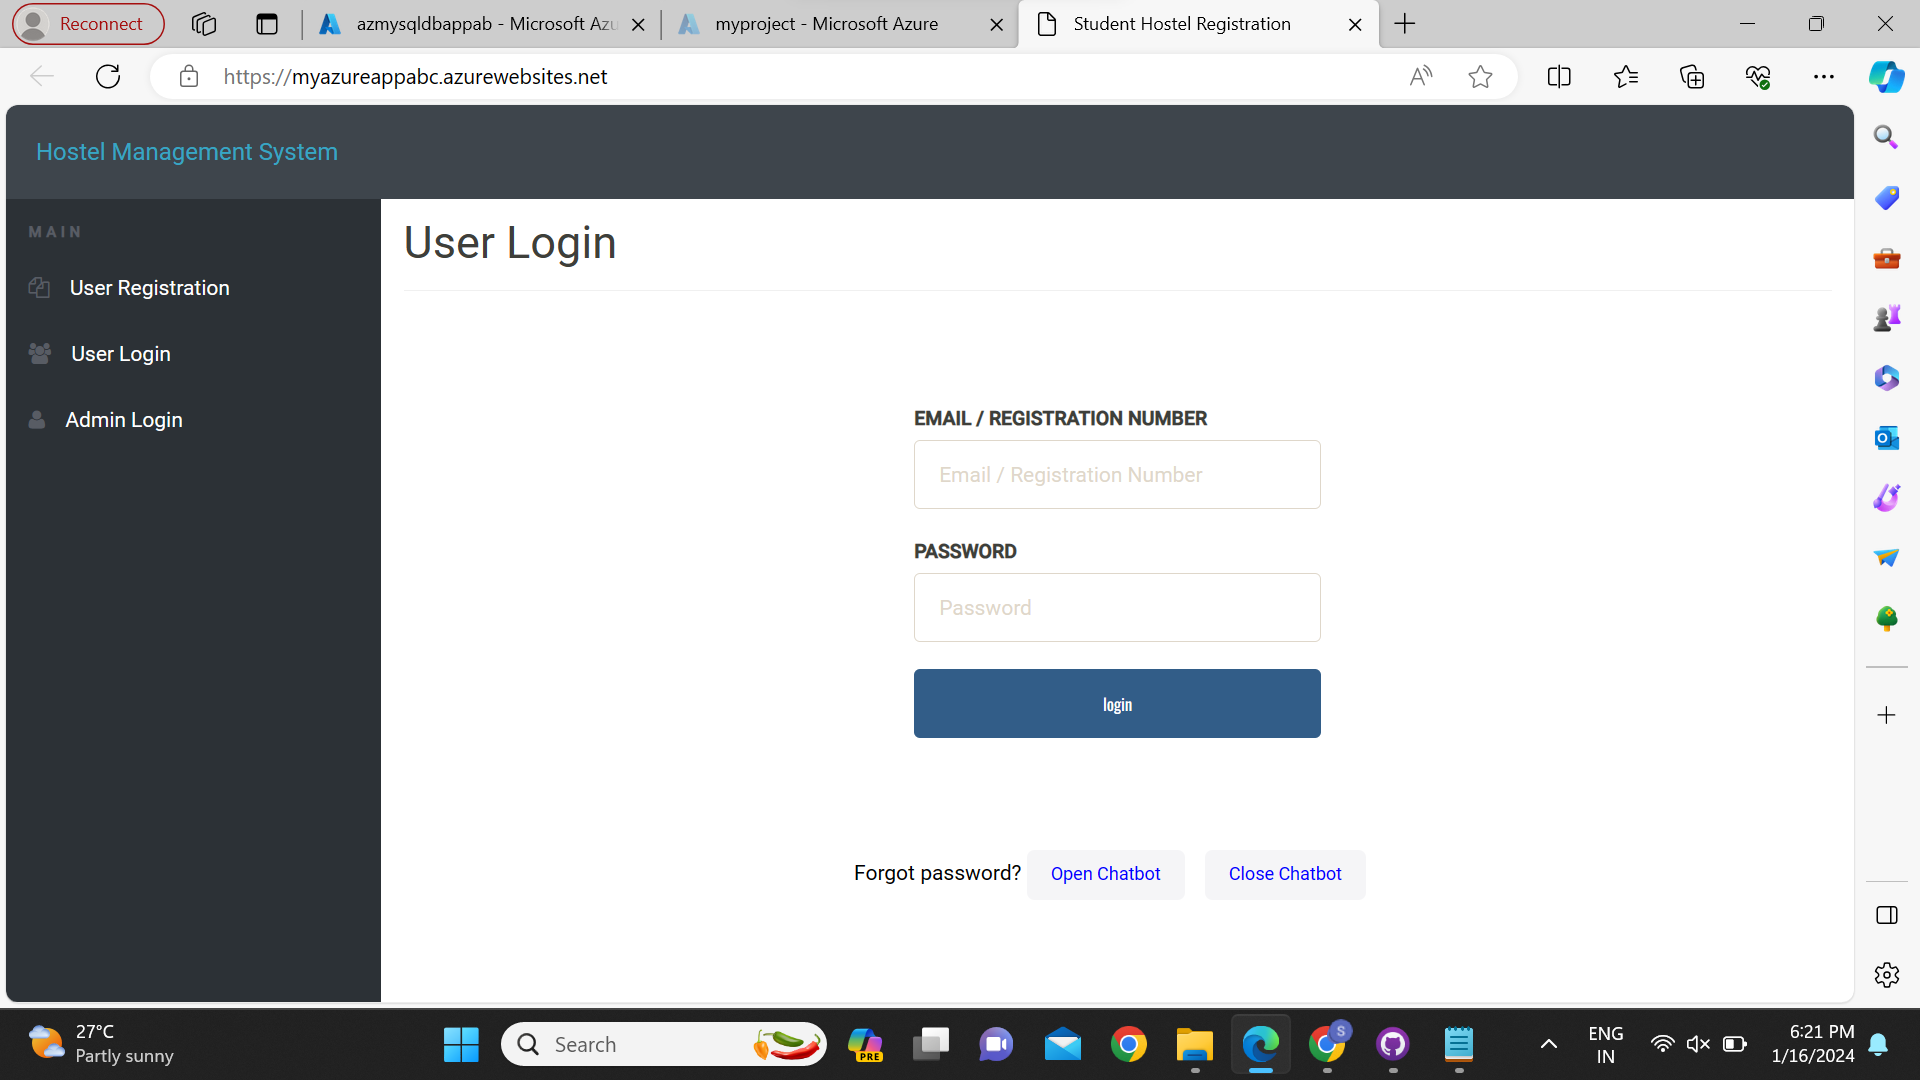 Reconnect
azmysqldbappab - Microsoft Azu
myproject - Microsoft Azure
Student Hostel Registration
https://myazureappabc.azurewebsites.net
Hostel Management System
MAIN
User Registration
User Login
Admin Login
User Login
EMAIL / REGISTRATION NUMBER
Email / Registration Number
PASSWORD
Password
login
Forgot password? Open Chatbot Close Chatbot
27°C
Partly sunny
Search
PRE
S
ENG
IN
6:21 PM
1/16/2024